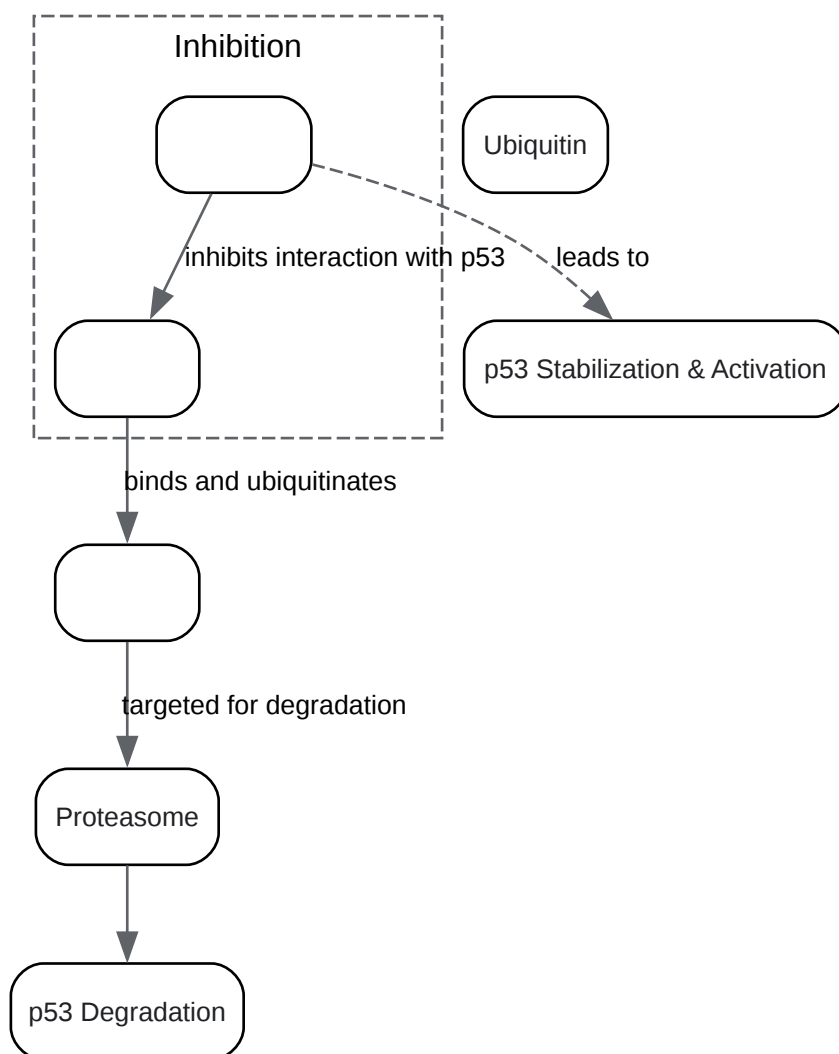 Inhibition
Ubiquitin
inhibits interaction with p53
leads to
p53 Stabilization & Activation
binds and ubiquitinates
targeted for degradation
Proteasome
p53 Degradation